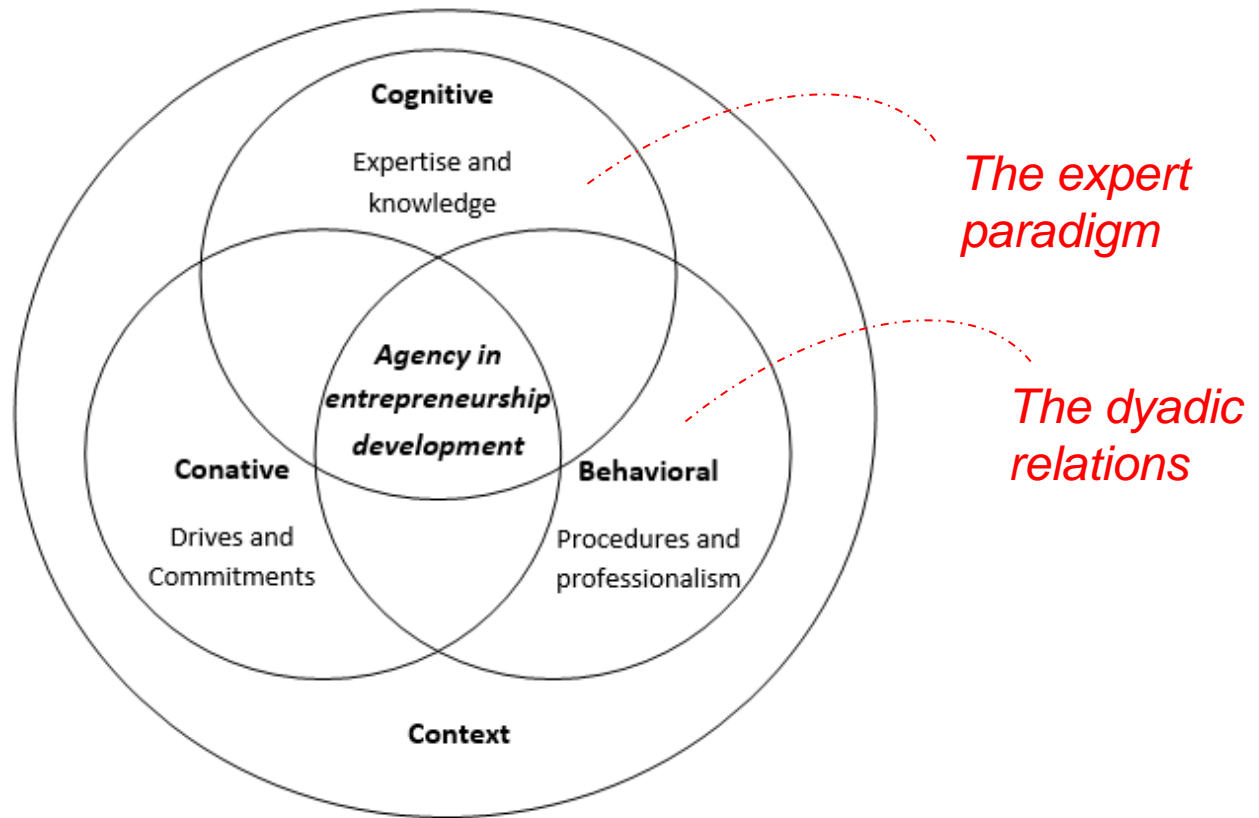 Cognitive
Expertise and
knowledge
The expert
paradigm
Agency in
entrepreneurship
development
The dyadic
relations
Conative
Behavioral
Drives and
Commitments
Procedures and
professionalism
Context